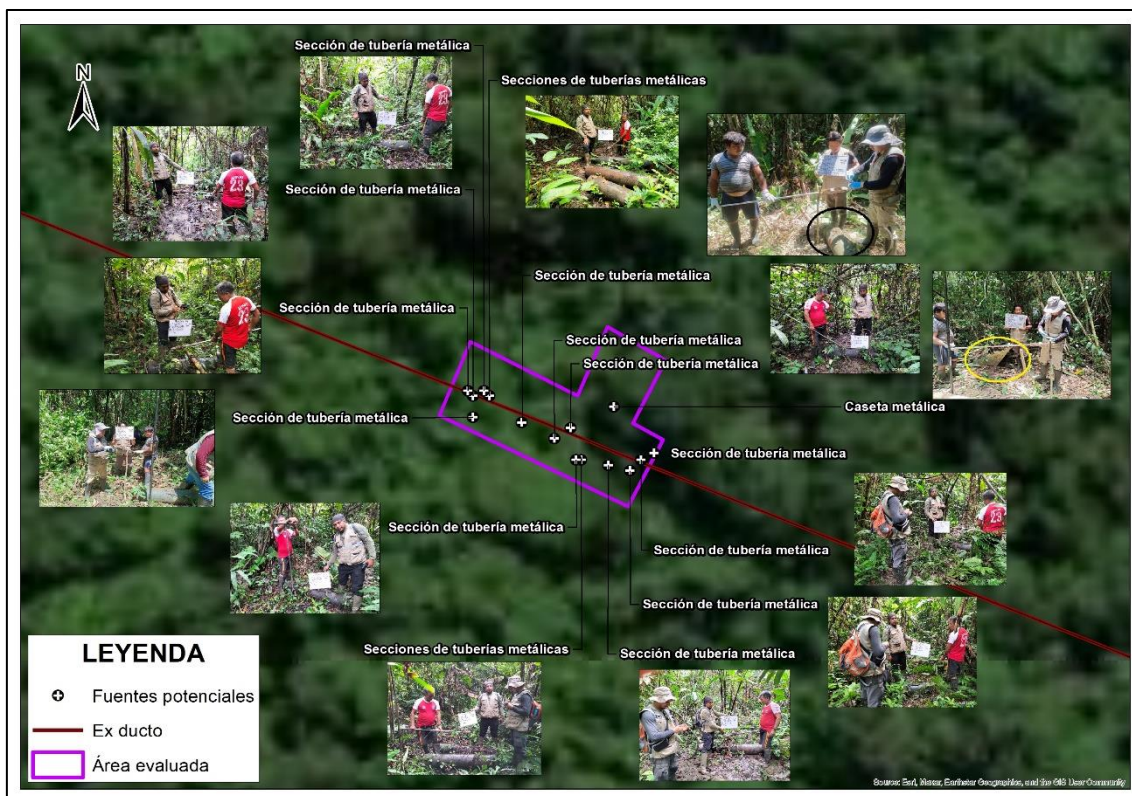 Sección de tubería metálica
N
Secciones de tuberías metálicas
Sección de tubería metálica
Sección de tubería metálica
Sección de tubería metálica
Sección de tubería metálica
Sección de tubería metálica
Caseta metálica
Sección de tubería metálica
Sección de tubería metálica
Sección de tubería metálica
Sección de tubería metálica
Sección de tubería metálica
Secciones de tuberías metálicas
Sección de tubería metálica
LEYENDA
Fuentes potenciales
Ex ducto
Área evaluada
Source: Esri, Maxar, Earthstar Geographics, and the GIS User Community
23
23
23